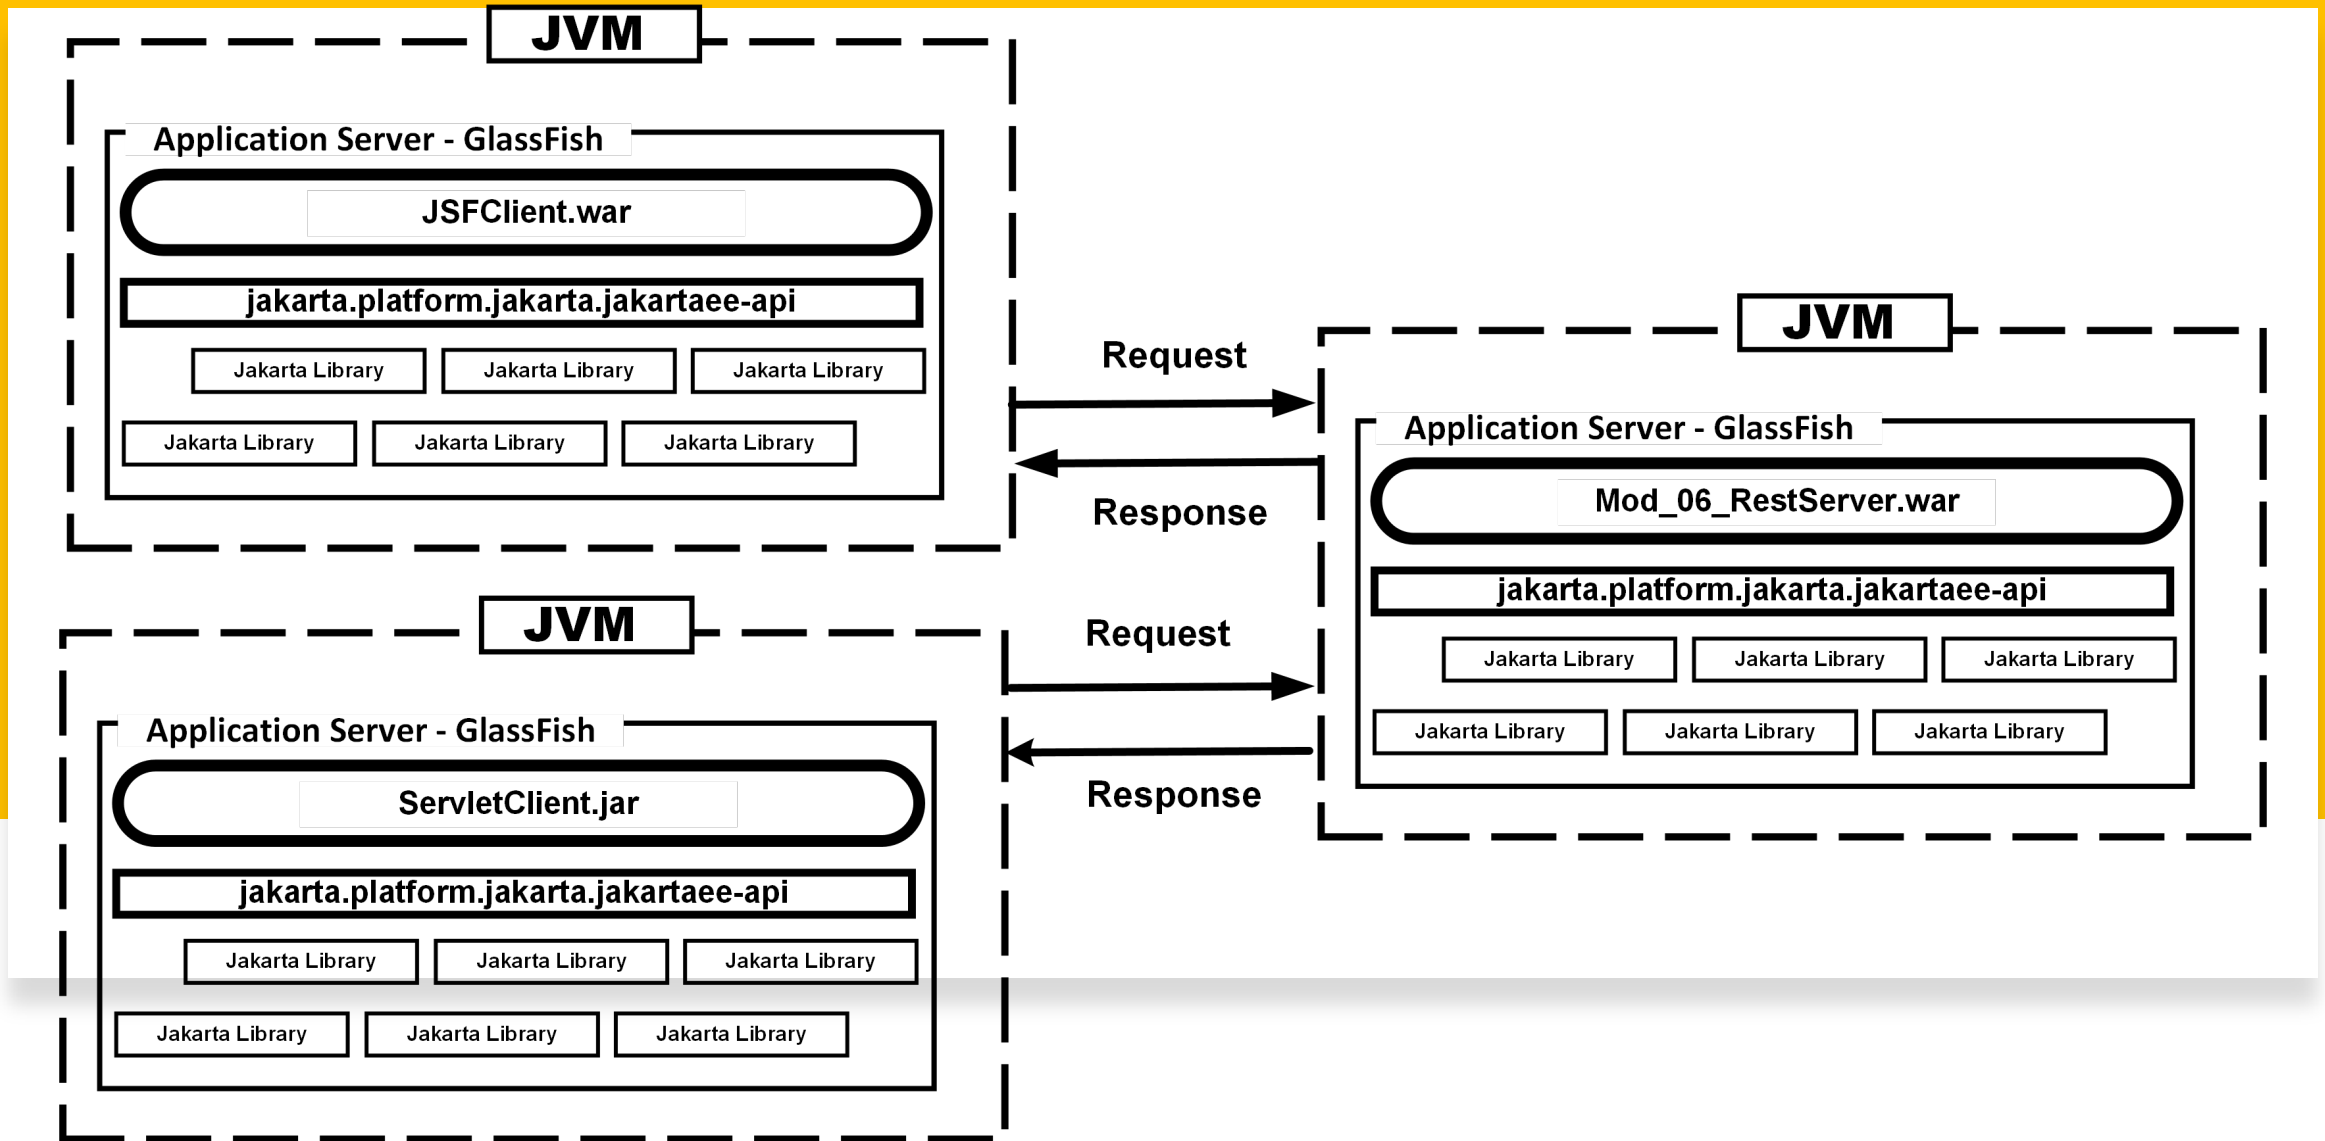 JVM
Application Server - GlassFish
JSFClient.war
jakarta.platform.jakarta.jakartaee-api
Jakarta Library
Jakarta Library
Jakarta Library
Jakarta Library
Jakarta Library
Jakarta Library
Request
Response
JVM
Application Server - GlassFish
Mod_06_RestServer.war
jakarta.platform.jakarta.jakartaee-api
Jakarta Library
Jakarta Library
Jakarta Library
Jakarta Library
Jakarta Library
Jakarta Library
JVM
Application Server - GlassFish
ServletClient.jar
jakarta.platform.jakarta.jakartaee-api
Jakarta Library
Jakarta Library
Jakarta Library
Jakarta Library
Jakarta Library
Jakarta Library
Request
Response